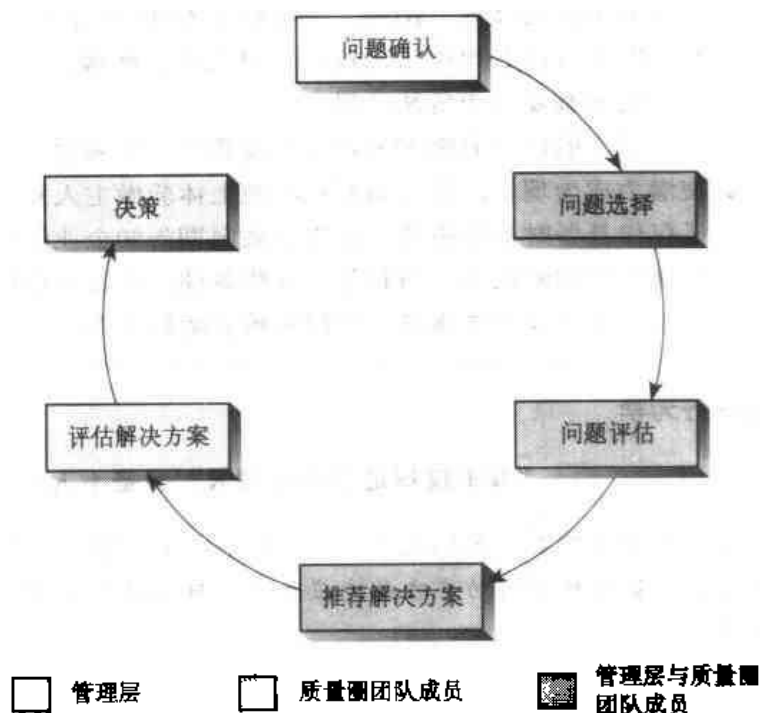 问题确认
问题选择
决策
问题评估
评估解决方案
推荐解决方案
管理层
质量圈团队成员
管理层与质量圈
团队成员